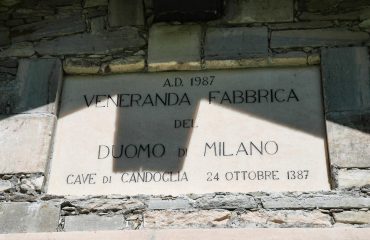 A.D. 1987
VENERANDA FABBRICA
DEL
DUOMO DI MILANO
CAVE DI CANDOGLIA 24 OTTOBRE 1387